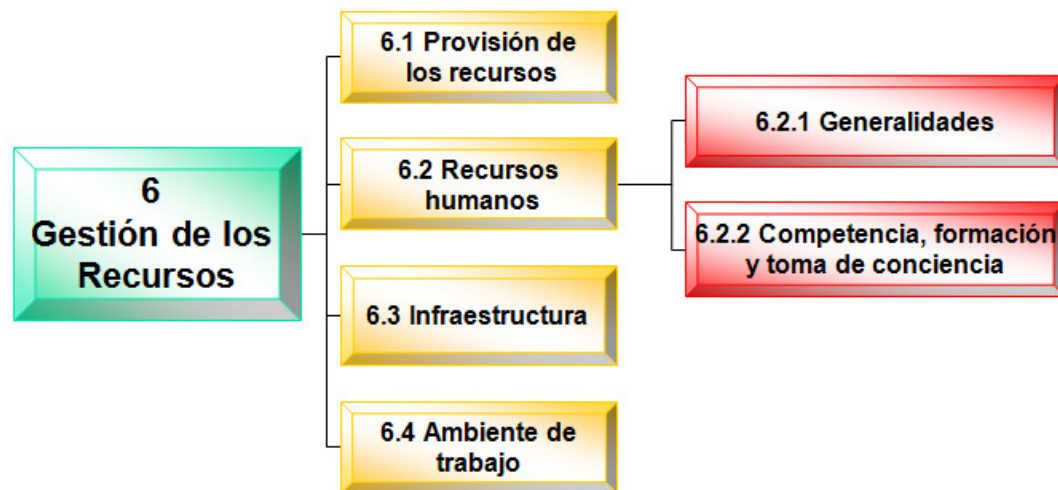 6
Gestión de los
Recursos
6.1 Provisión de
los recursos
6.2 Recursos
humanos
6.3 Infraestructura
6.4 Ambiente de
trabajo
6.2.1 Generalidades
6.2.2 Competencia, formación
y toma de conciencia